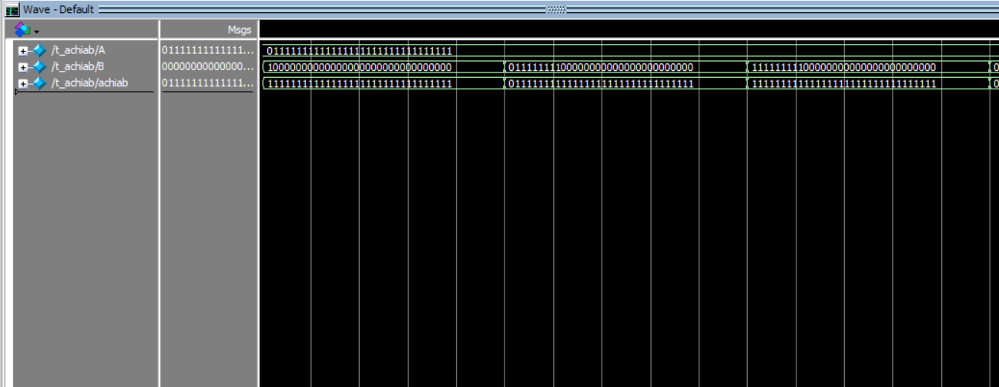 Wave - Default
Msgs
/t_achiab/A 01111111111111... 01111111111111111111111111111111
/t_achiab/B 00000000000000... 10000000000000000000000000000000 01111111100000000000000000000000 11111111100000000000000000000000 0
/t_achiab/achiab 01111111111111... 11111111111111111111111111111111 01111111111111111111111111111111 11111111111111111111111111111111 0